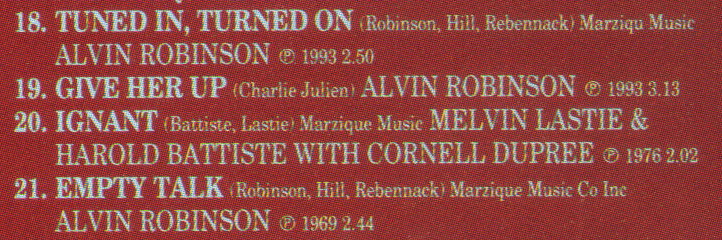 18. TUNED IN, TURNED ON (Robinson, Hill, Rebennack) Marziqu Music
ALVIN ROBINSON ℗ 1993 2.50
19. GIVE HER UP (Charlie Julien) ALVIN ROBINSON ℗ 1993 3.13
20. IGNANT (Battiste, Lastie) Marzique Music MELVIN LASTIE &
HAROLD BATTISTE WITH CORNELL DUPREE ℗ 1976 2.02
21. EMPTY TALK (Robinson, Hill, Rebennack) Marzique Music Co Inc
ALVIN ROBINSON ℗ 1969 2.44